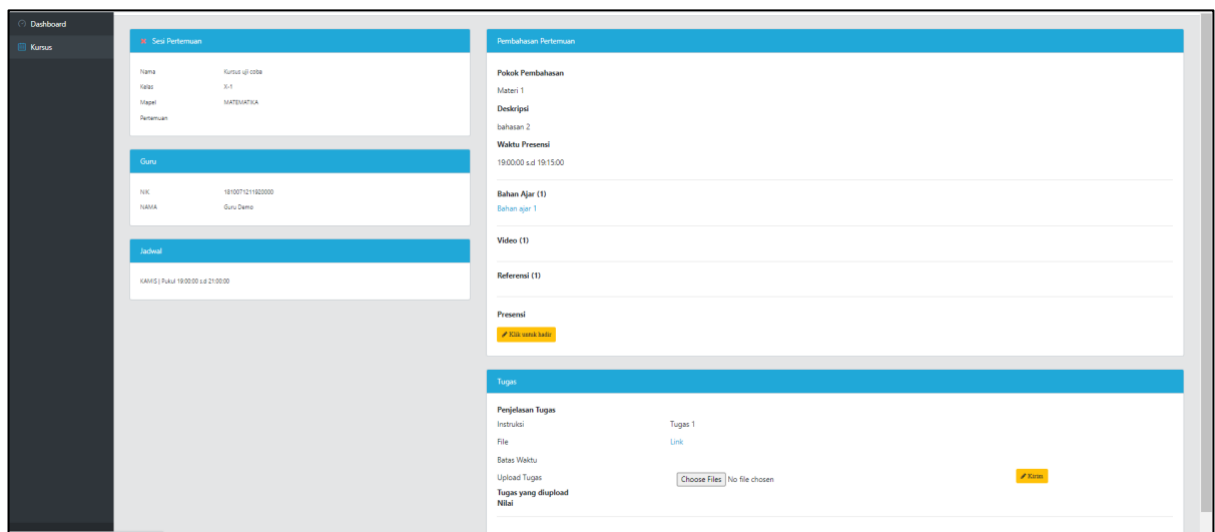 Dashboard
Kursus
Sesi Pertemuan
Nama Kursus uji coba
Kelas X-1
Mapel MATEMATIKA
Pertemuan
Guru
NIK 1810071211920000
NAMA Guru Demo
Jadwal
KAMIS | Pukul 19:00:00 s.d 21:00:00
Pembahasan Pertemuan
Pokok Pembahasan
Materi 1
Deskripsi
bahasan 2
Waktu Presensi
19:00:00 s.d 19:15:00
Bahan Ajar (1)
Bahan ajar 1
Video (1)
Referensi (1)
Presensi
Klik untuk hadir
Tugas
Penjelasan Tugas
Instruksi Tugas 1
File Link
Batas Waktu
Upload Tugas Choose Files No file chosen Kirim
Tugas yang diupload
Nilai